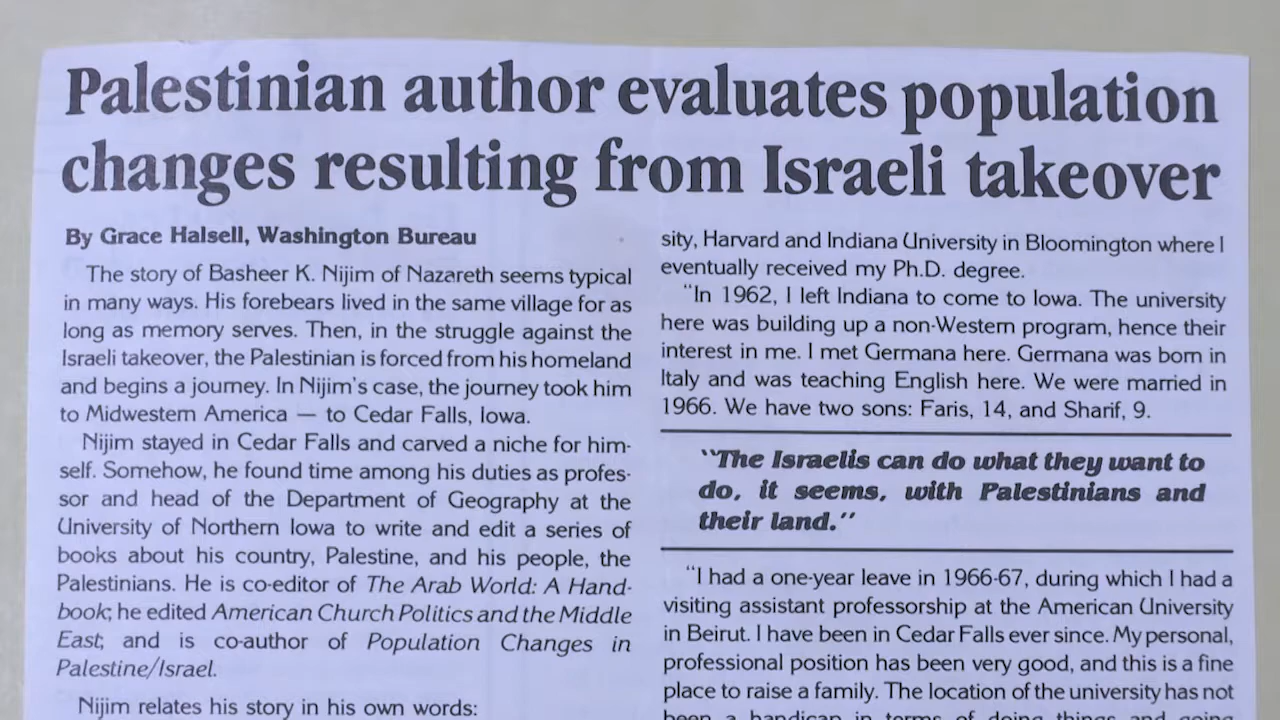 Palestinian author evaluates population
changes resulting from Israeli takeover
By Grace Halsell, Washington Bureau
The story of Basheer K. Nijim of Nazareth seems typical
in many ways. His forebears lived in the same village for as
long as memory serves. Then, in the struggle against the
Israeli takeover, the Palestinian is forced from his homeland
and begins a journey. In Nijim's case, the journey took him
to Midwestern America — to Cedar Falls, Iowa.
Nijim stayed in Cedar Falls and carved a niche for him-
self. Somehow, he found time among his duties as profes-
sor and head of the Department of Geography at the
University of Northern Iowa to write and edit a series of
books about his country, Palestine, and his people, the
Palestinians. He is co-editor of The Arab World: A Hand-
book; he edited American Church Politics and the Middle
East, and is co-author of Population Changes in
Palestine/Israel.
Nijim relates his story in his own words:
sity, Harvard and Indiana University in Bloomington where I
eventually received my Ph.D. degree.
"In 1962, I left Indiana to come to Iowa. The university
here was building up a non-Western program, hence their
interest in me. I met Germana here. Germana was born in
Italy and was teaching English here. We were married in
1966. We have two sons: Faris, 14, and Sharif, 9.
"The Israelis can do what they want to
do, it seems, with Palestinians and
their land."
"I had a one-year leave in 1966-67, during which I had a
visiting assistant professorship at the American University
in Beirut. I have been in Cedar Falls ever since. My personal,
professional position has been very good, and this is a fine
place to raise a family. The location of the university has not
been a handicap in terms of doing things and going